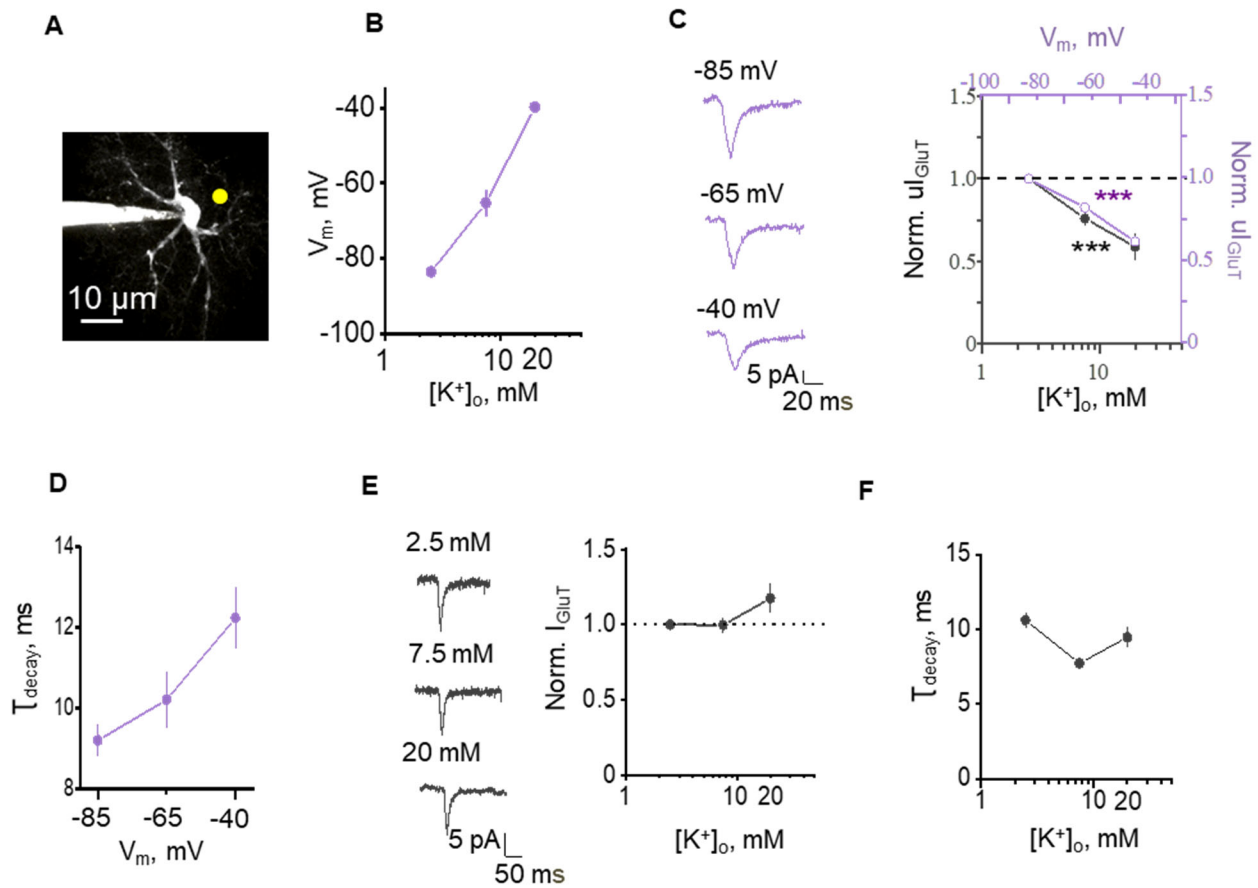 A
10 µm
B
-40
-60
-80
-100
Vm, mV
1
10
20
[K+]o, mM
C
-85 mV
-65 mV
-40 mV
5 pA
20 ms
Vm, mV
-100
-80
-60
-40
1.5
1.0
0.5
0
Norm. uIGluT
1.5
1.0
0.5
0
Norm. uIGluT
***
***
1
10
[K+]o, mM
D
14
12
10
8
τdecay, ms
-85
-65
-40
Vm, mV
E
2.5 mM
7.5 mM
20 mM
5 pA
50 ms
1.5
1.0
0.5
0
Norm. IGluT
1
10
20
[K+]o, mM
F
15
10
5
0
τdecay, ms
1
10
20
[K+]o, mM